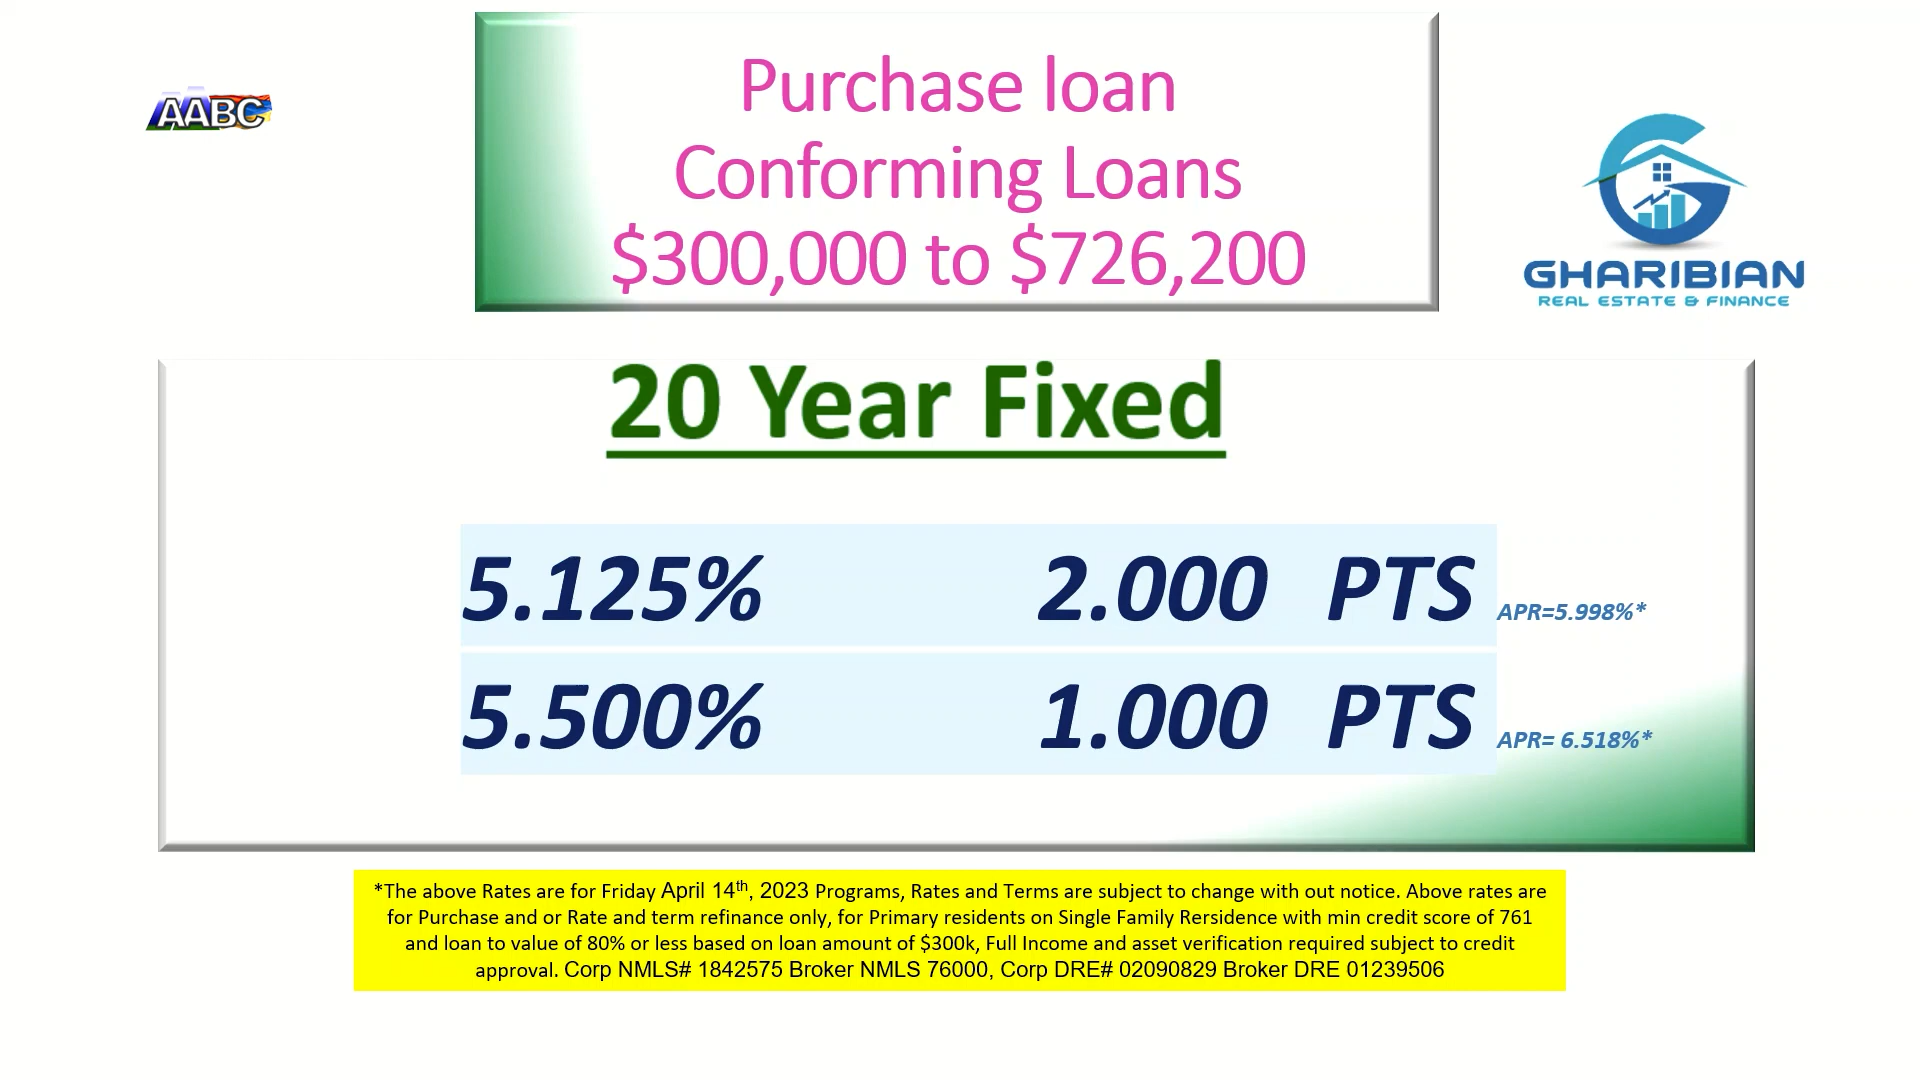 AABC
Purchase loan
Conforming Loans
$300,000 to $726,200
GHARIBIAN
REAL ESTATE & FINANCE
20 Year Fixed
5.125% 2.000 PTS APR=5.998%*
5.500% 1.000 PTS APR= 6.518%*
*The above Rates are for Friday April 14th, 2023 Programs, Rates and Terms are subject to change with out notice. Above rates are
for Purchase and or Rate and term refinance only, for Primary residents on Single Family Rersidence with min credit score of 761
and loan to value of 80% or less based on loan amount of $300k, Full Income and asset verification required subject to credit
approval. Corp NMLS# 1842575 Broker NMLS 76000, Corp DRE# 02090829 Broker DRE 01239506